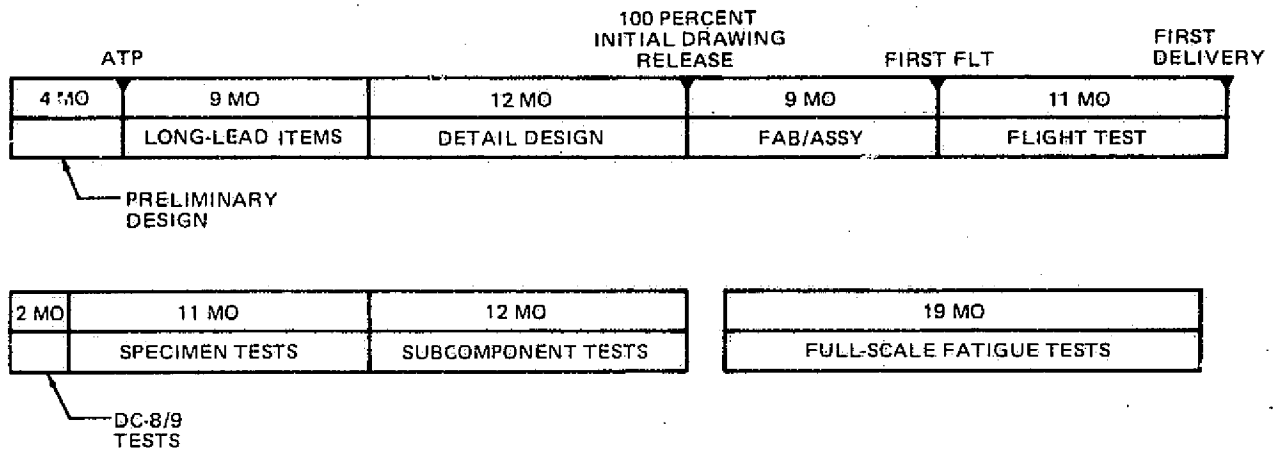 100 PERCENT
INITIAL DRAWING
RELEASE
ATP
FIRST FLT
FIRST
DELIVERY
4 MO 9 MO 12 MO 9 MO 11 MO
LONG-LEAD ITEMS DETAIL DESIGN FAB/ASSY FLIGHT TEST
PRELIMINARY
DESIGN
2 MO 11 MO 12 MO 19 MO
SPECIMEN TESTS SUBCOMPONENT TESTS FULL-SCALE FATIGUE TESTS
DC-8/9
TESTS